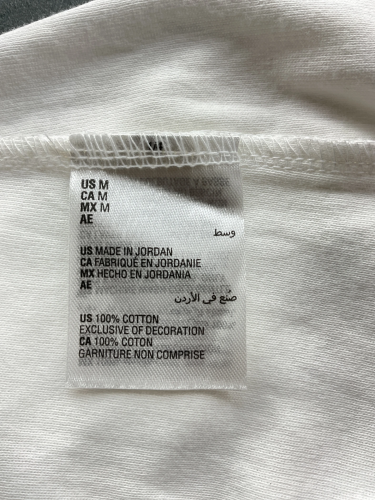 US M
CA M
MX M
AE
وسط
US MADE IN JORDAN
CA FABRIQUÉ EN JORDANIE
MX HECHO EN JORDANIA
AE
صُنع في الأردن
US 100% COTTON
EXCLUSIVE OF DECORATION
CA 100% COTON
GARNITURE NON COMPRISE